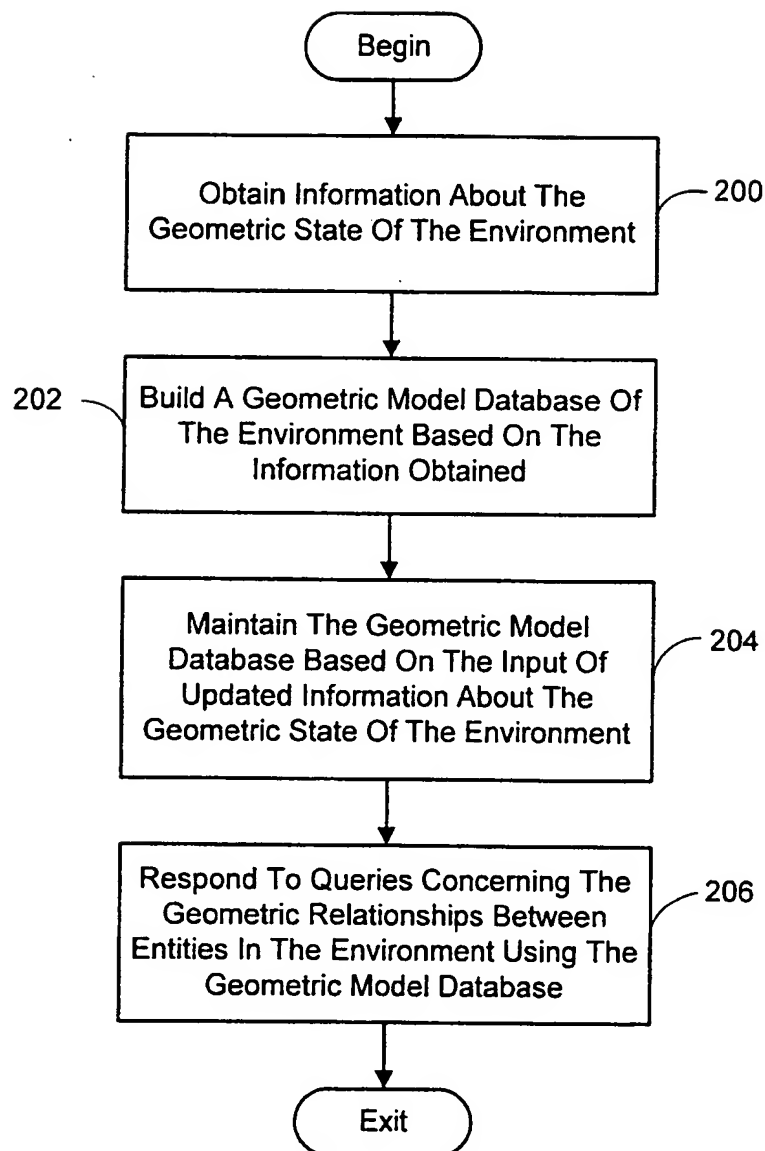 Begin
Obtain Information About The
Geometric State Of The Environment
200
202
Build A Geometric Model Database Of
The Environment Based On The
Information Obtained
Maintain The Geometric Model
Database Based On The Input Of
Updated Information About The
Geometric State Of The Environment
204
Respond To Queries Concerning The
Geometric Relationships Between
Entities In The Environment Using The
Geometric Model Database
206
Exit